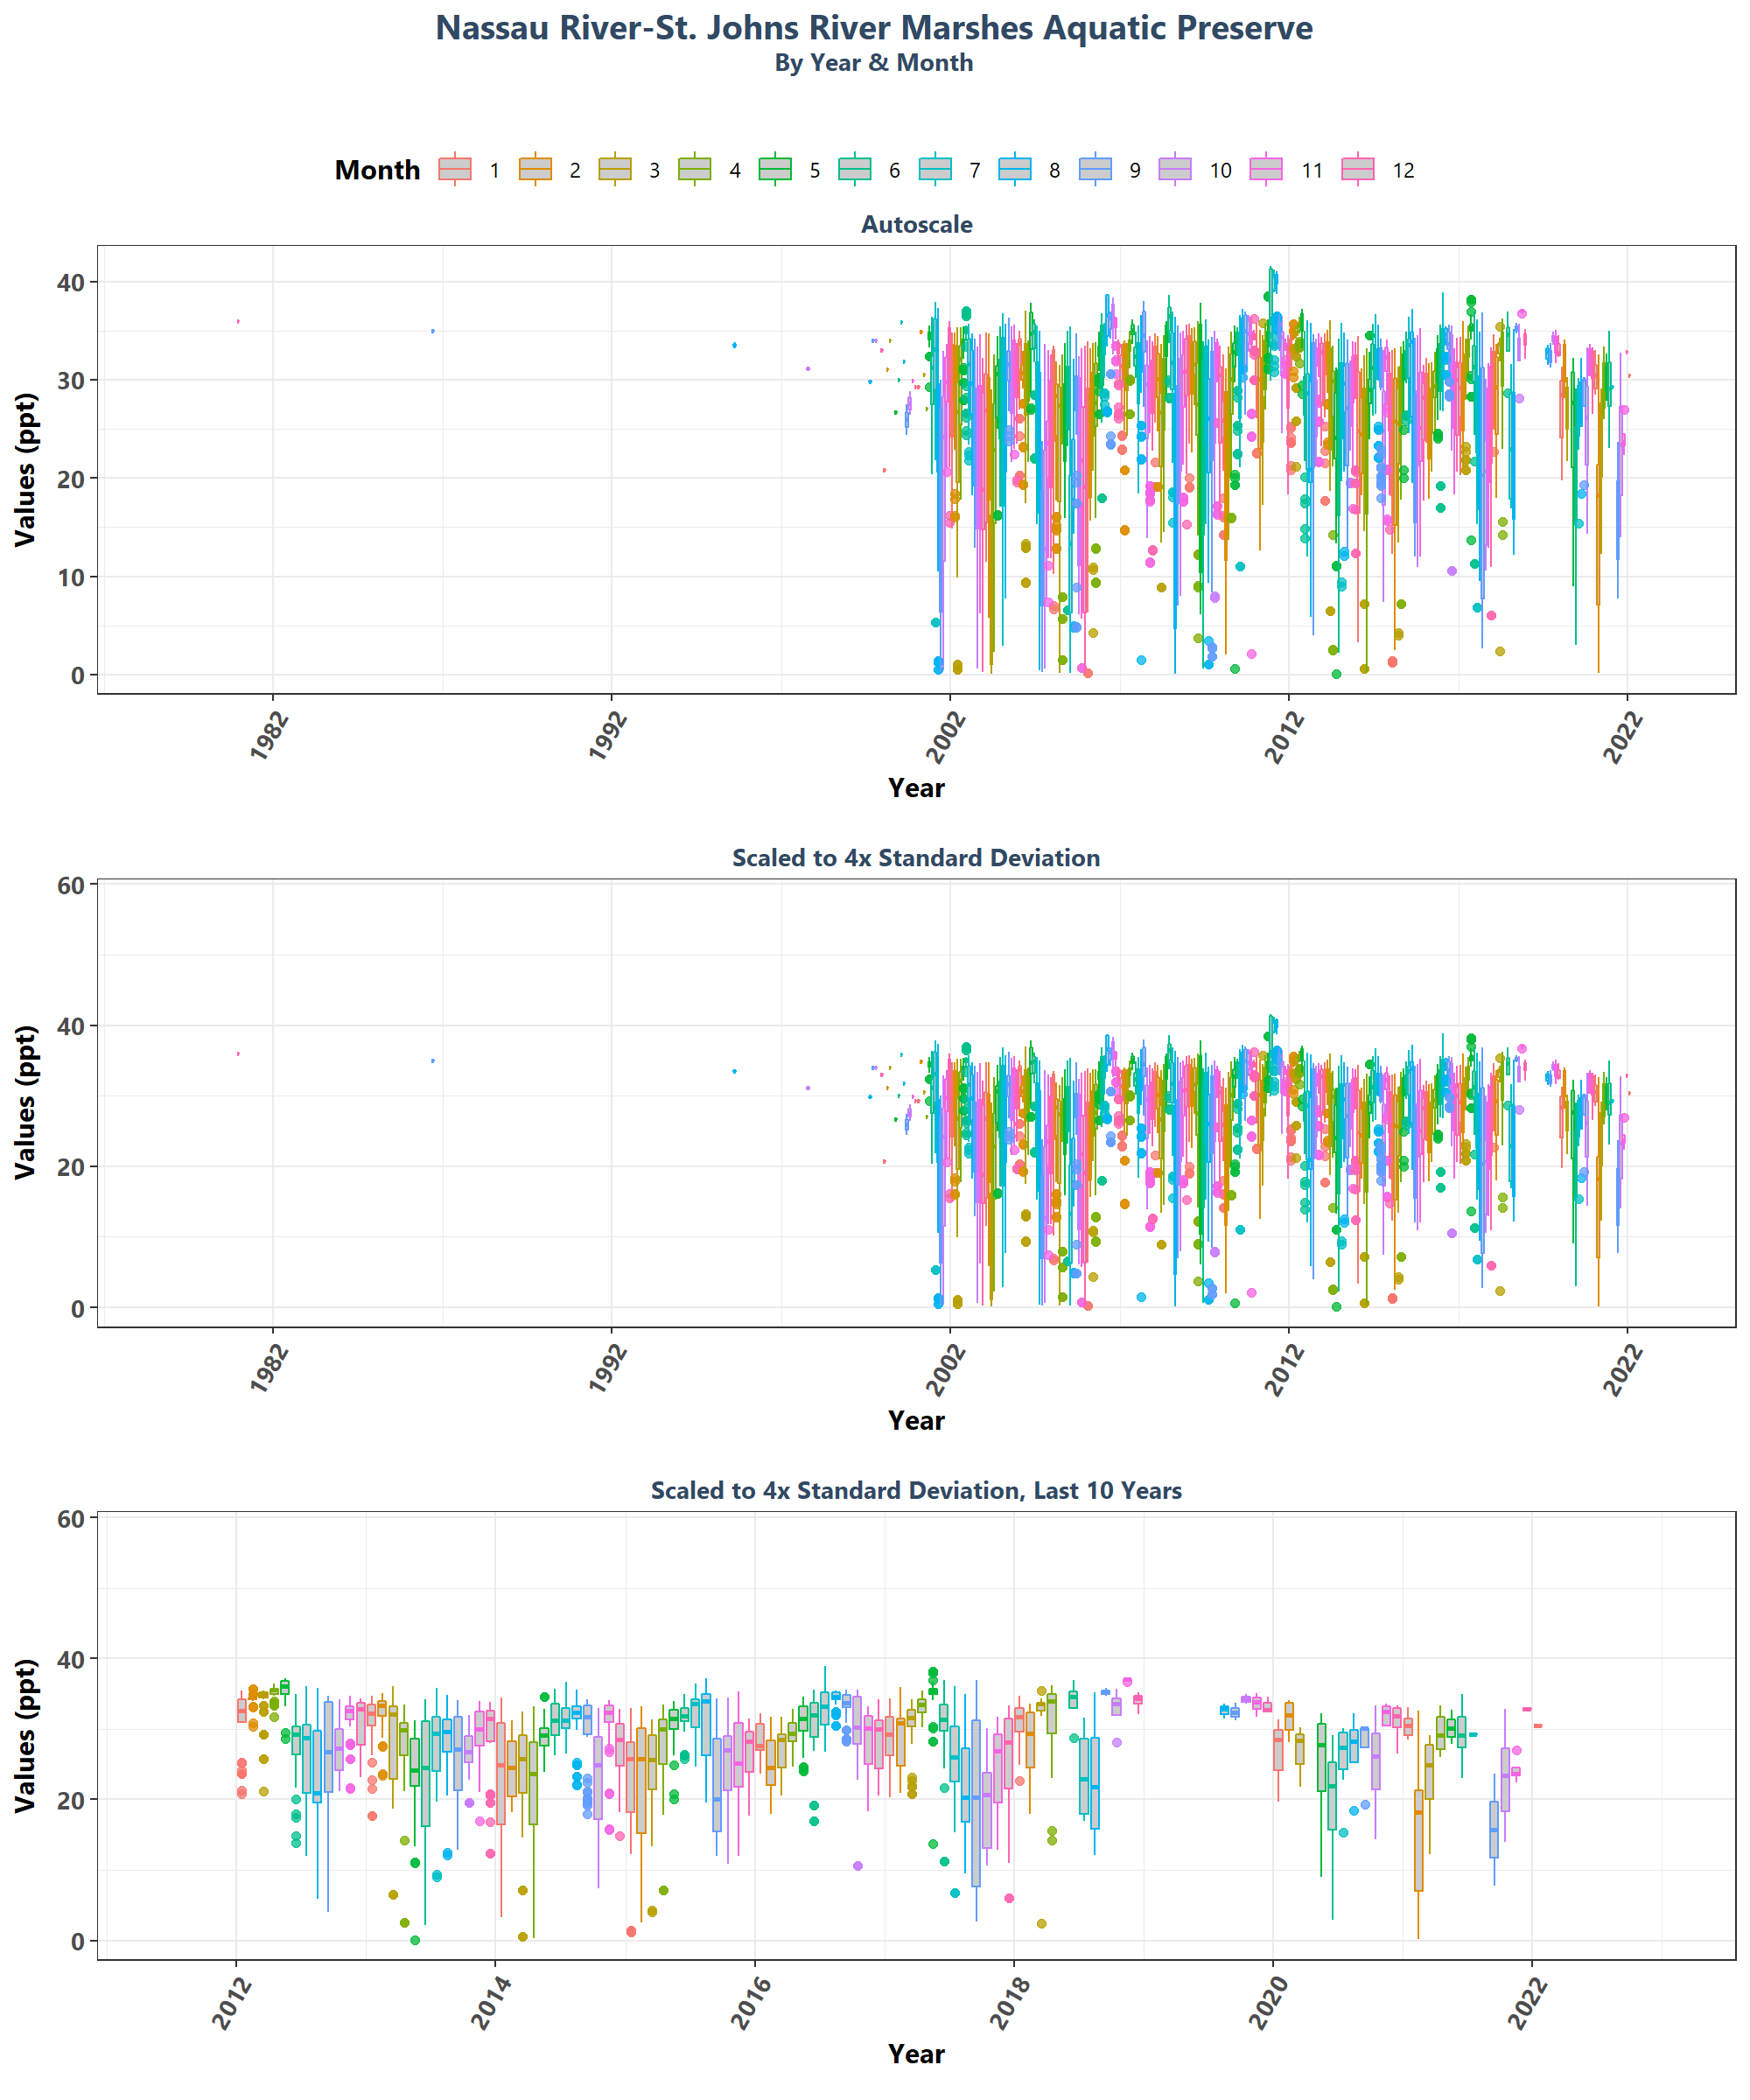 Nassau River-St. Johns River Marshes Aquatic Preserve
By Year & Month
Month 1 2 3 4 5 6 7 8 9 10 11 12
Autoscale
Values (ppt)
40
30
20
10
0
1982 1992 2002 2012 2022
Year
Scaled to 4x Standard Deviation
Values (ppt)
60
40
20
0
1982 1992 2002 2012 2022
Year
Scaled to 4x Standard Deviation, Last 10 Years
Values (ppt)
60
40
20
0
2012 2014 2016 2018 2020 2022
Year